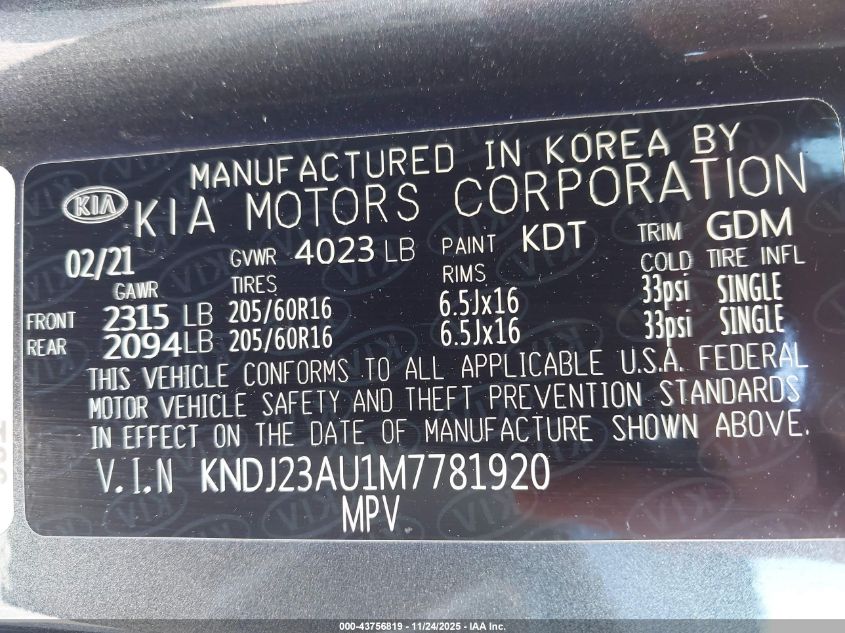 MANUFACTURED IN KOREA BY
KIA KIA MOTORS CORPORATION
02/21 GVWR 4023 LB PAINT KDT TRIM GDM
GAWR TIRES RIMS COLD TIRE INFL
FRONT 2315 LB 205/60R16 6.5Jx16 33psi SINGLE
REAR 2094 LB 205/60R16 6.5Jx16 33psi SINGLE
THIS VEHICLE CONFORMS TO ALL APPLICABLE U.S.A. FEDERAL
MOTOR VEHICLE SAFETY AND THEFT PREVENTION STANDARDS
IN EFFECT ON THE DATE OF MANUFACTURE SHOWN ABOVE.
V.I.N KNDJ23AU1M7781920
MPV
000-43756819 - 11/24/2025 - IAA Inc.